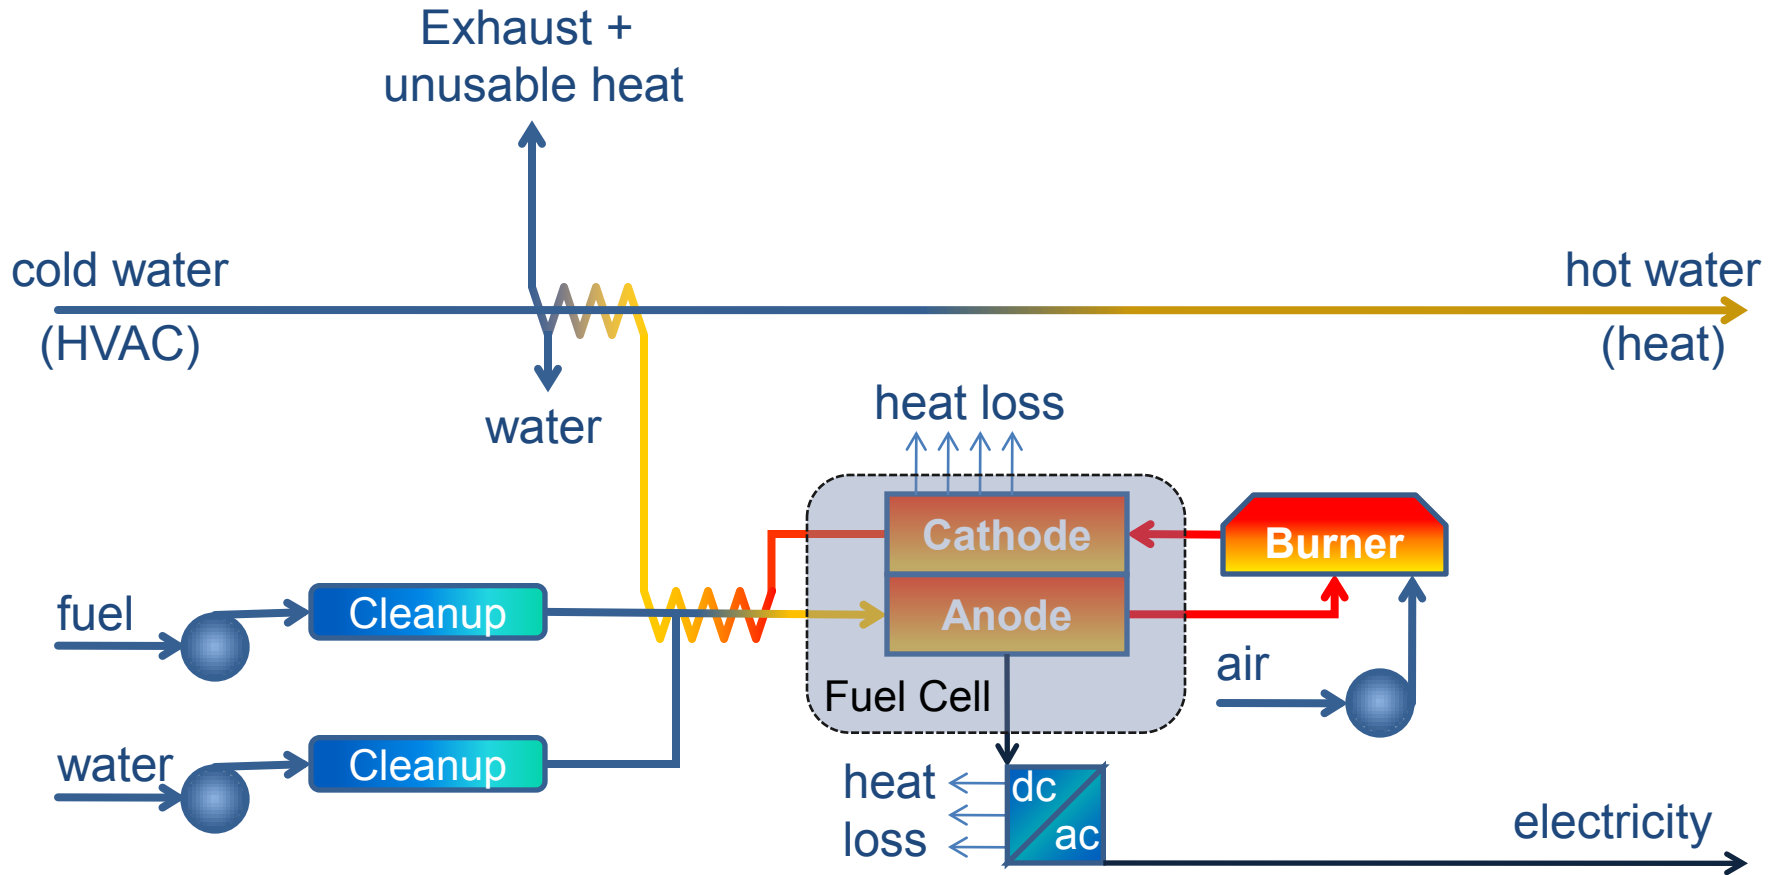 Exhaust +
unusable heat
cold water
(HVAC)
hot water
(heat)
water
heat loss
Cathode
Burner
fuel
Cleanup
Anode
air
Fuel Cell
water
Cleanup
heat
loss
dc
ac
electricity